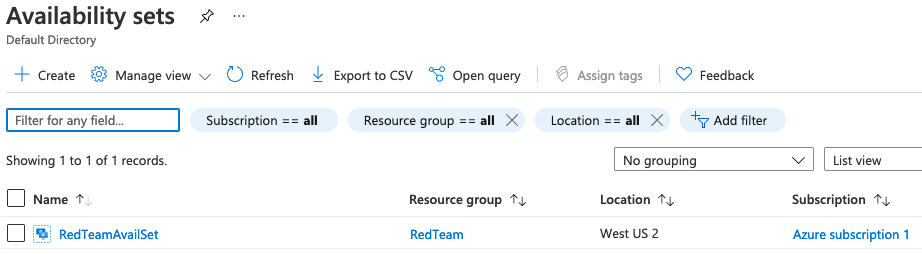 Availability sets
Default Directory
Create Manage view Refresh Export to CSV Open query Assign tags Feedback
Filter for any field... Subscription == all Resource group == all Location == all Add filter
Showing 1 to 1 of 1 records. No grouping List view
Name Resource group Location Subscription
RedTeamAvailSet RedTeam West US 2 Azure subscription 1